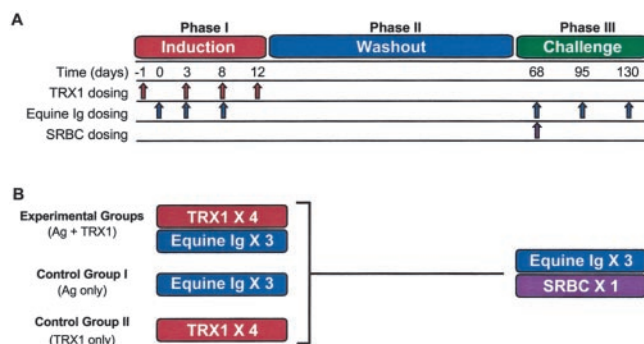 A
Phase I Phase II Phase III
Induction Washout Challenge
Time (days) -1 0 3 8 12 68 95 130
TRX1 dosing
Equine Ig dosing
SRBC dosing
B
Experimental Groups
(Ag + TRX1)
TRX1 X 4
Equine Ig X 3
Control Group I
(Ag only)
Equine Ig X 3
Control Group II
(TRX1 only)
TRX1 X 4
Equine Ig X 3
SRBC X 1